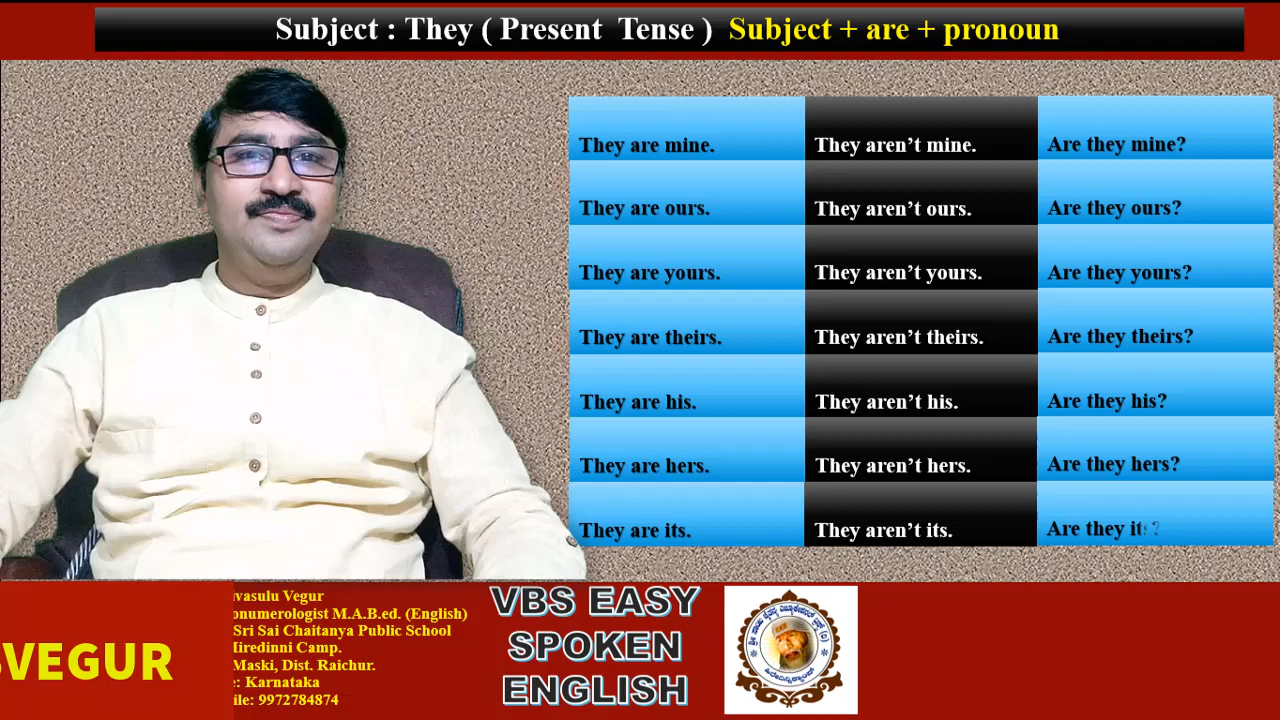 Subject : They ( Present Tense ) Subject + are + pronoun
They are mine. They aren’t mine. Are they mine?
They are ours. They aren’t ours. Are they ours?
They are yours. They aren’t yours. Are they yours?
They are theirs. They aren’t theirs. Are they theirs?
They are his. They aren’t his. Are they his?
They are hers. They aren’t hers. Are they hers?
They are its. They aren’t its. Are they its?
VEGUR
ivasulu Vegur
onumerologist M.A.B.ed. (English)
Sri Sai Chaitanya Public School
Iiredinni Camp.
Maski, Dist. Raichur.
: Karnataka
ile: 9972784874
VBS EASY
SPOKEN
ENGLISH